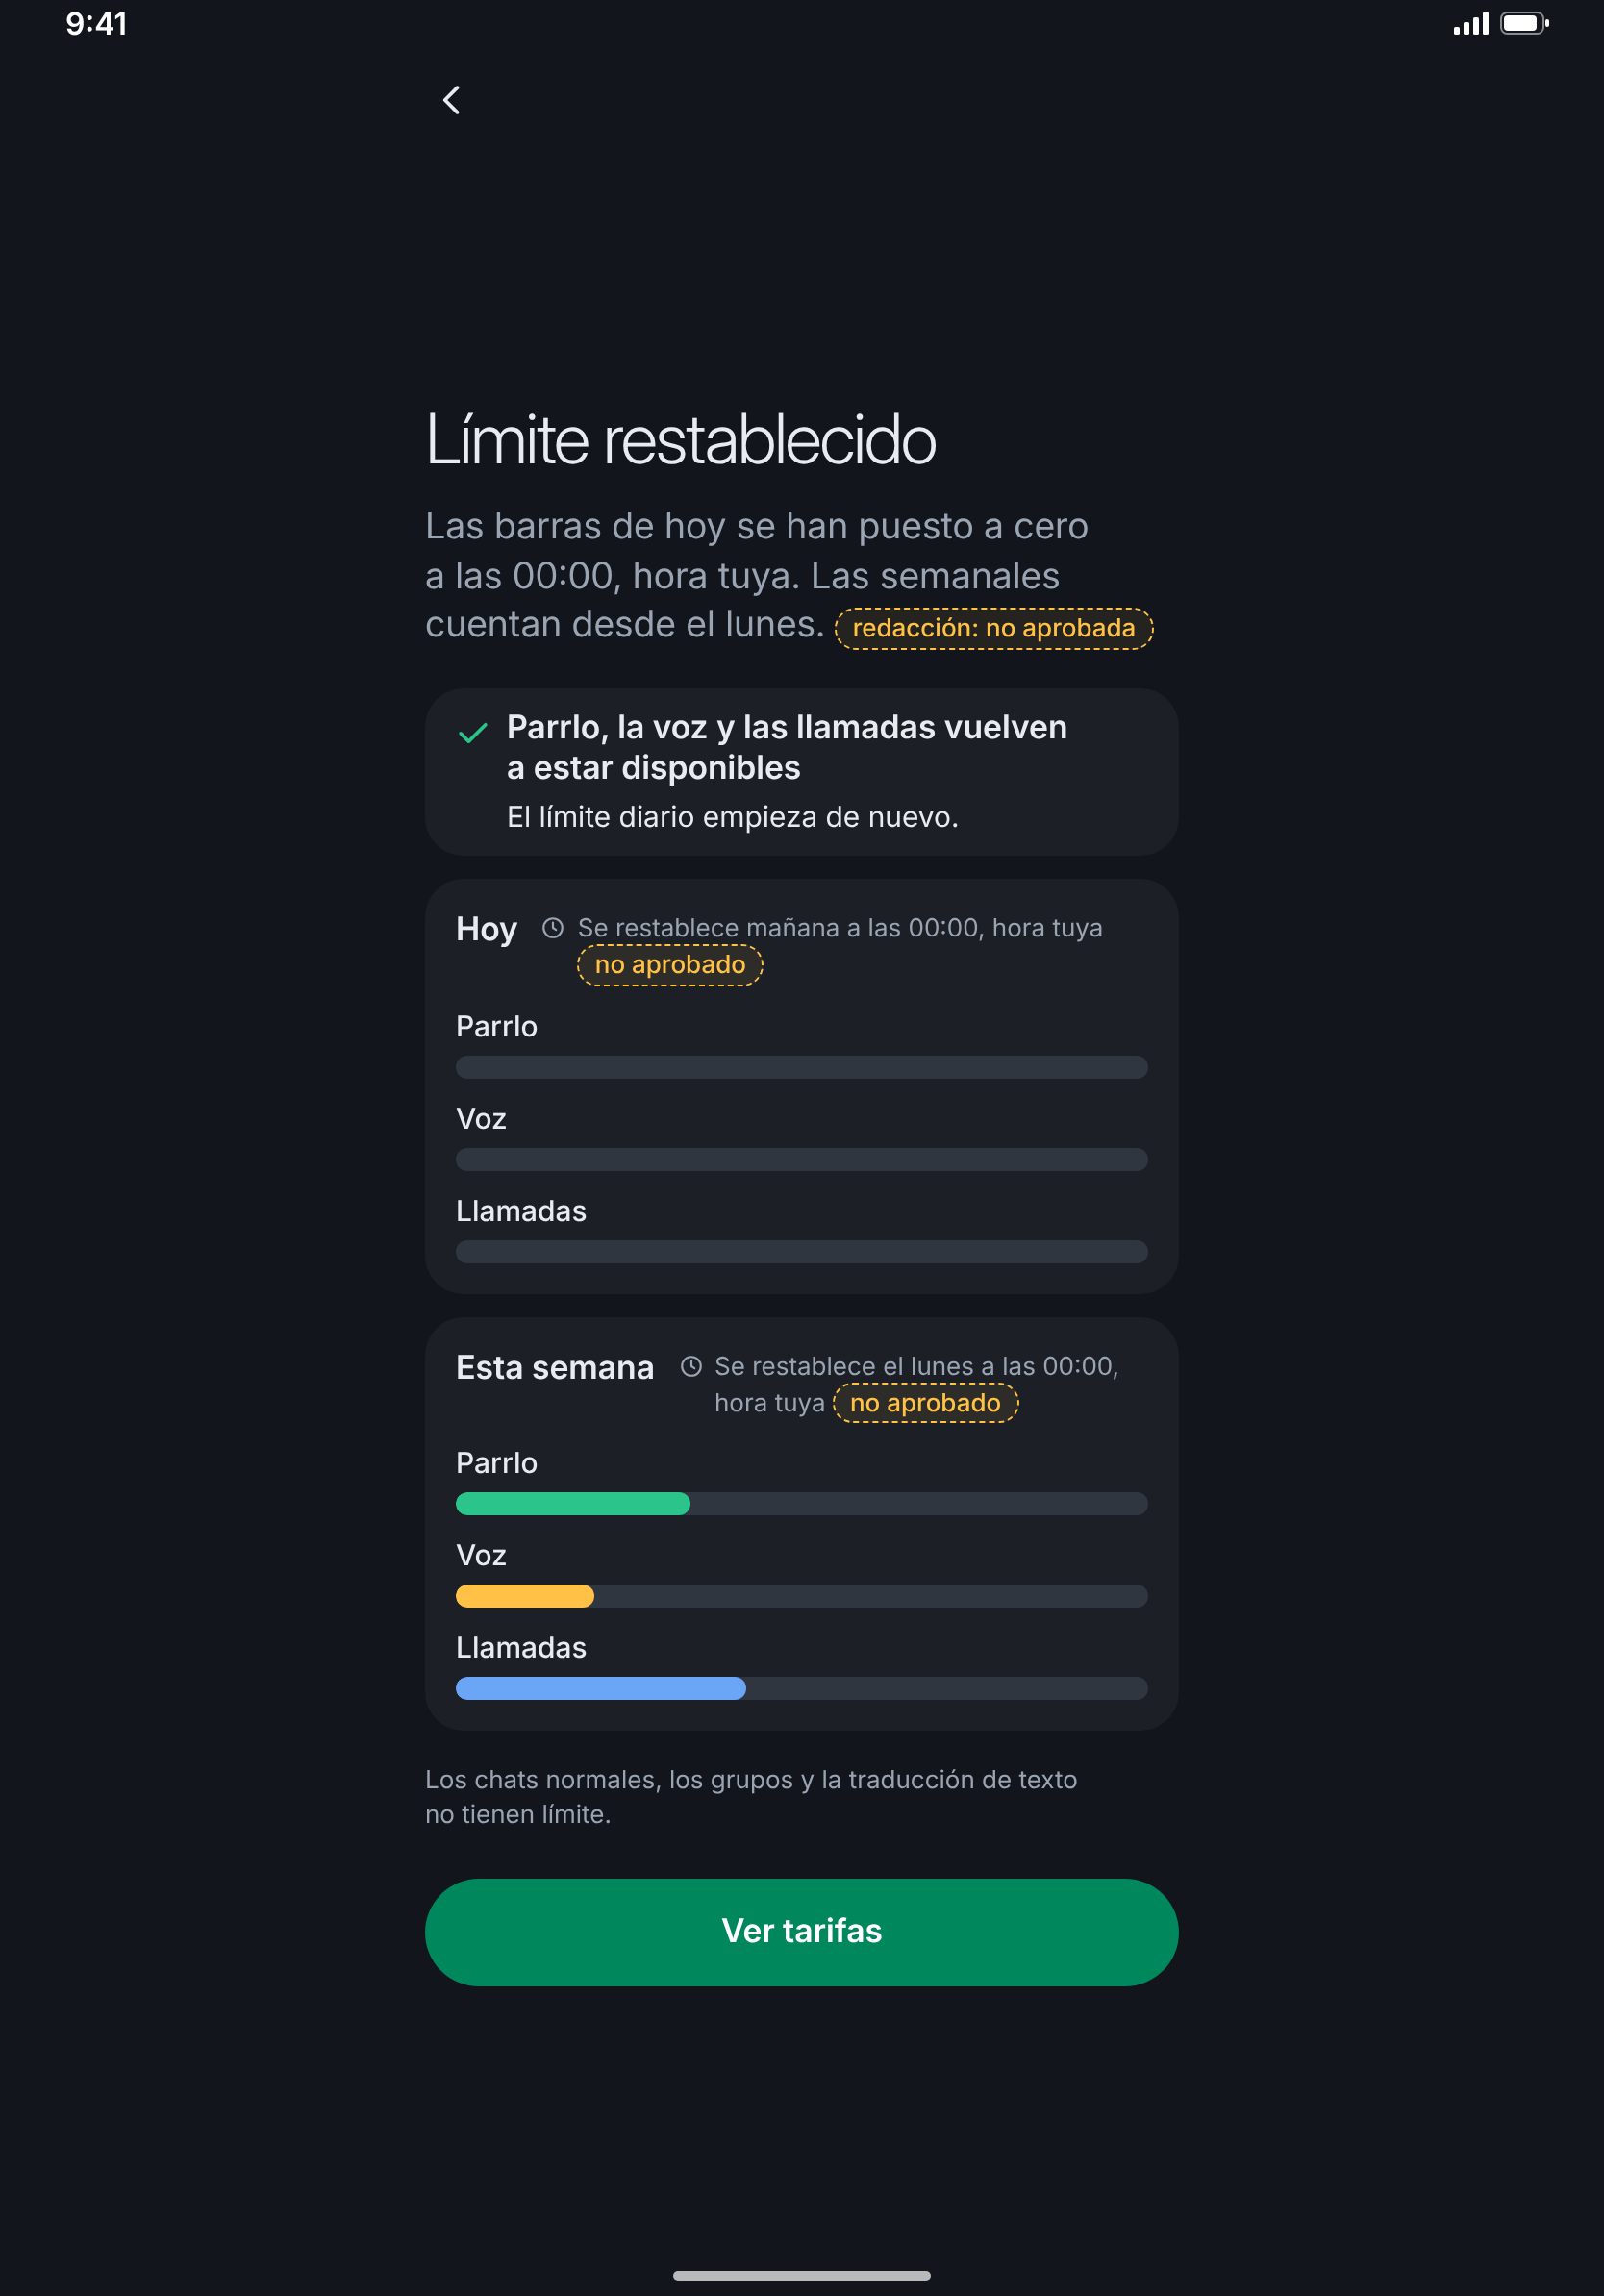 9:41
Límite restablecido
Las barras de hoy se han puesto a cero
a las 00:00, hora tuya. Las semanales
cuentan desde el lunes. redacción: no aprobada
Parrlo, la voz y las llamadas vuelven
a estar disponibles
El límite diario empieza de nuevo.
Hoy Se restablece mañana a las 00:00, hora tuya
no aprobado
Parrlo
Voz
Llamadas
Esta semana Se restablece el lunes a las 00:00,
hora tuya no aprobado
Parrlo
Voz
Llamadas
Los chats normales, los grupos y la traducción de texto
no tienen límite.
Ver tarifas